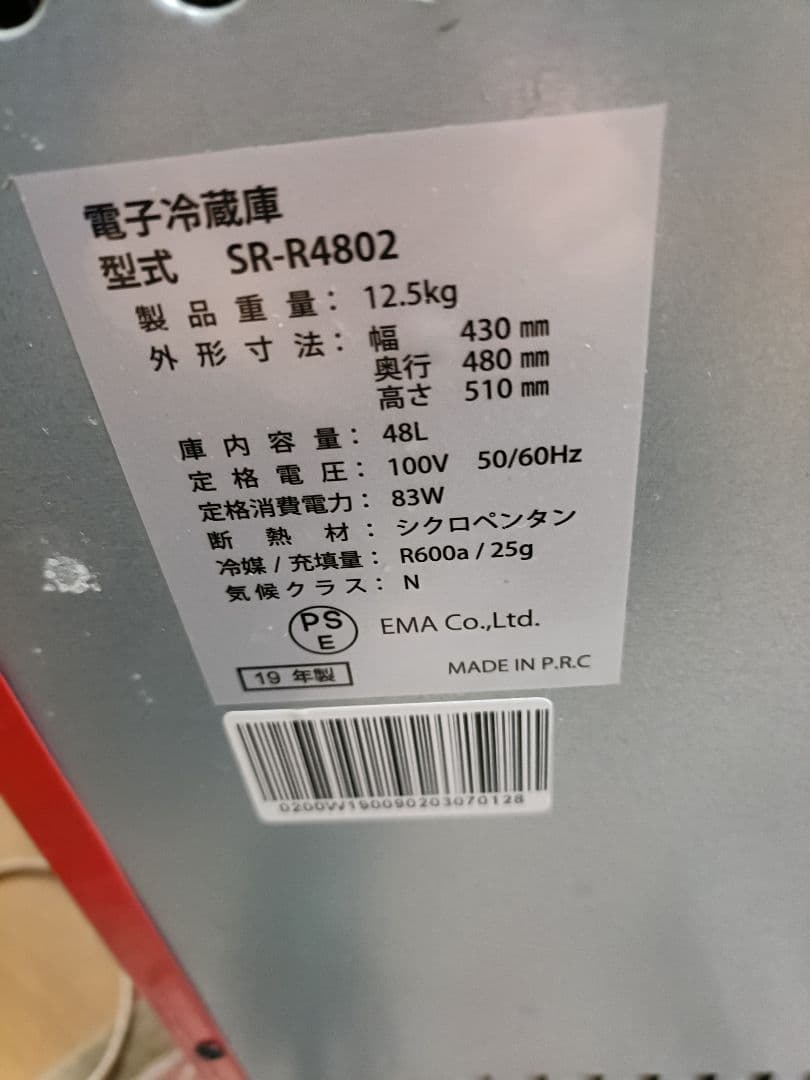 電子冷蔵庫
型式 SR-R4802
製品重量： 12.5kg
外形寸法： 幅 430 ㎜
奥行 480 ㎜
高さ 510 ㎜
庫内容量： 48L
定格電圧： 100V 50/60Hz
定格消費電力： 83W
断熱材： シクロペンタン
冷媒 / 充填量： R600a / 25g
気候クラス： N
PS
E
EMA Co.,Ltd.
19 年製
MADE IN P.R.C
0200W190090203070128